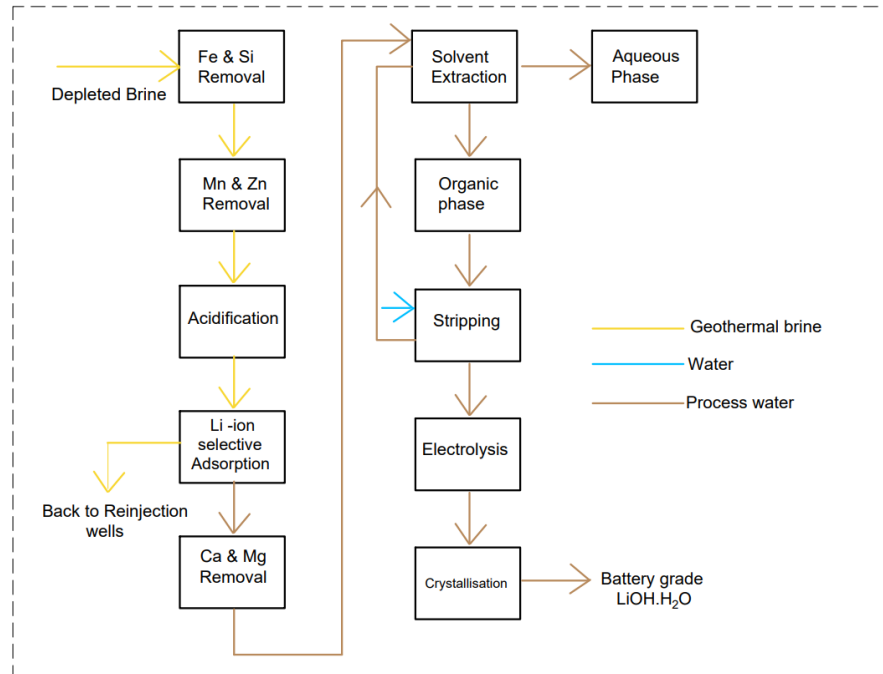 Depleted Brine
Fe & Si
Removal
Mn & Zn
Removal
Acidification
Li -ion
selective
Adsorption
Back to Reinjection
wells
Ca & Mg
Removal
Solvent
Extraction
Aqueous
Phase
Organic
phase
Stripping
Electrolysis
Crystallisation
Battery grade
LiOH.H₂O
Geothermal brine
Water
Process water